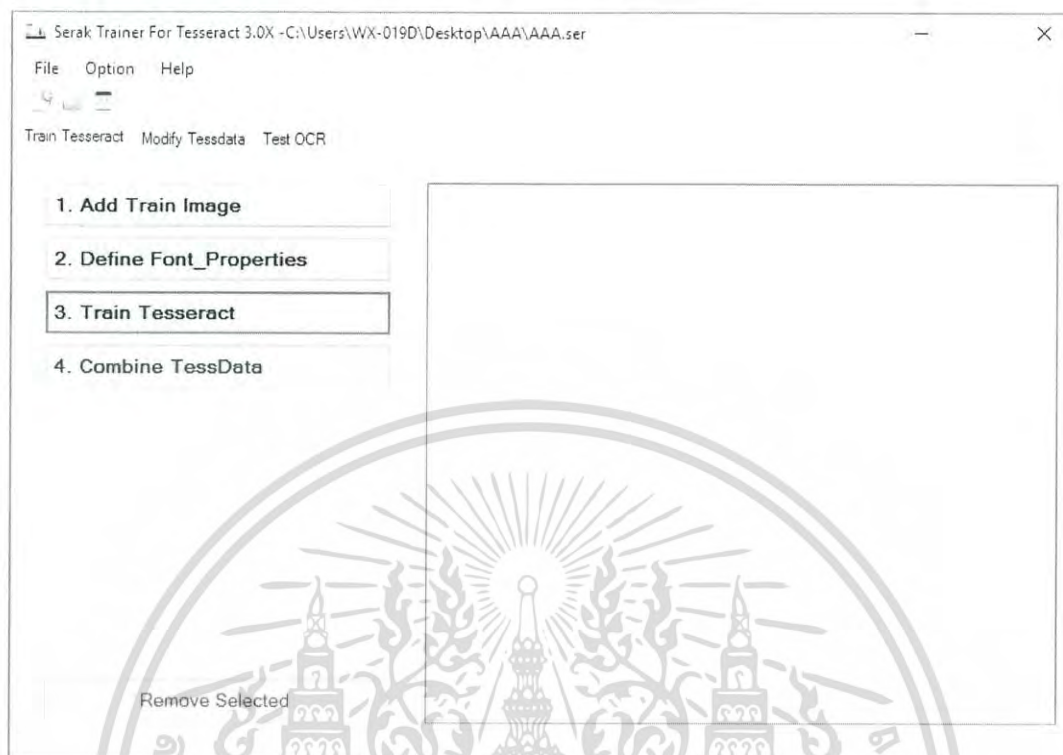 Serak Trainer For Tesseract 3.0X -C:\Users\WX-019D\Desktop\AAA\AAA.ser
File Option Help
Train Tesseract Modify Tessdata Test OCR
1. Add Train Image
2. Define Font_Properties
3. Train Tesseract
4. Combine TessData
Remove Selected